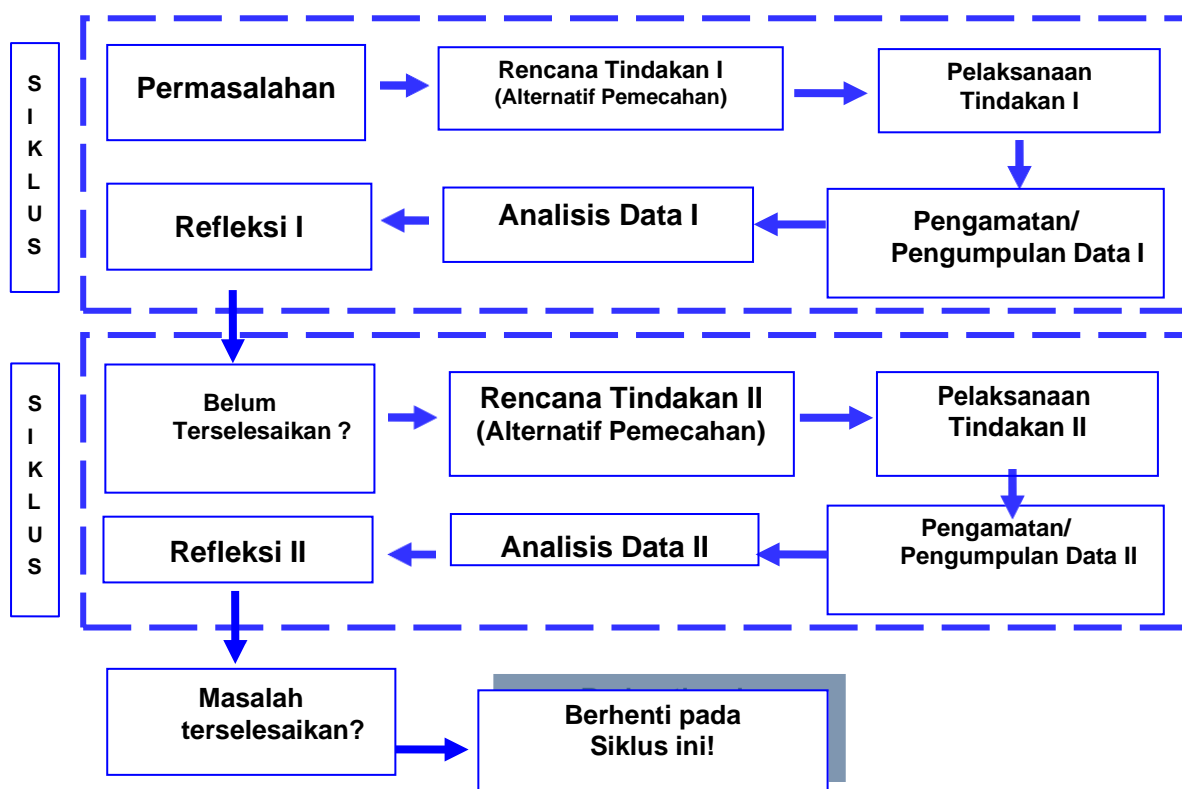 S
I
K
L
U
S
Permasalahan
Rencana Tindakan I
(Alternatif Pemecahan)
Pelaksanaan
Tindakan I
Refleksi I
Analisis Data I
Pengamatan/
Pengumpulan Data I
S
I
K
L
U
S
Belum
Terselesaikan ?
Rencana Tindakan II
(Alternatif Pemecahan)
Pelaksanaan
Tindakan II
Refleksi II
Analisis Data II
Pengamatan/
Pengumpulan Data II
Masalah
terselesaikan?
Berhenti pada
Siklus ini!